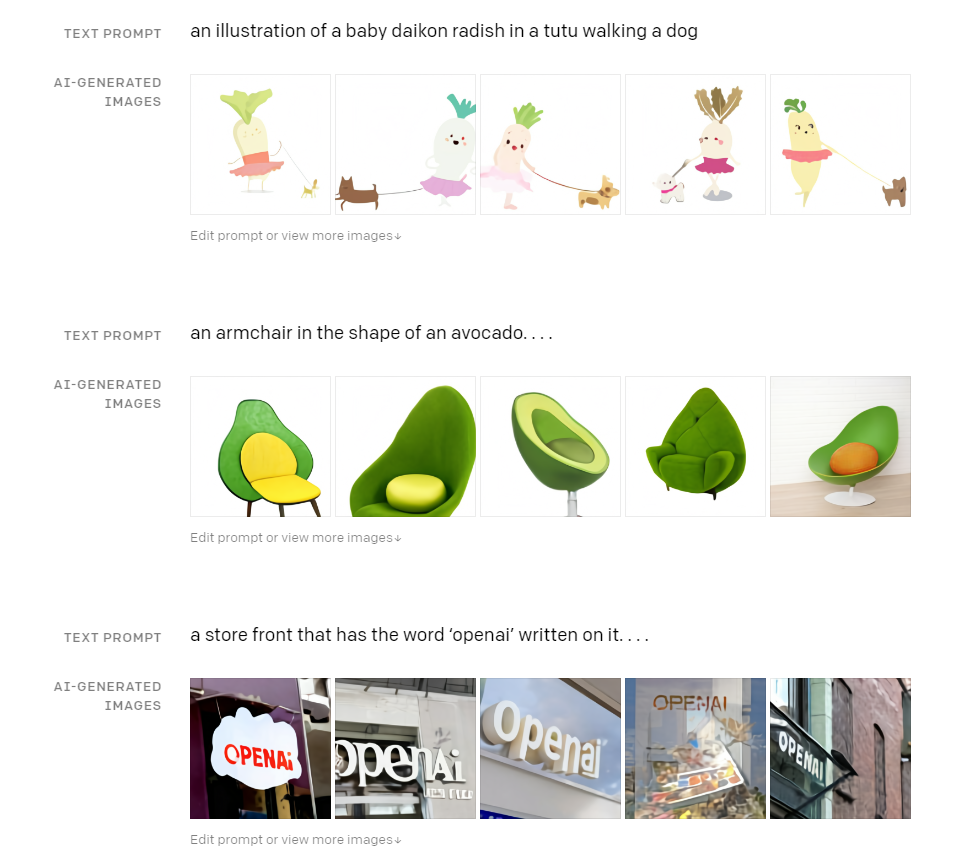 TEXT PROMPT
an illustration of a baby daikon radish in a tutu walking a dog
AI-GENERATED
IMAGES
Edit prompt or view more images↓
TEXT PROMPT
an armchair in the shape of an avocado. . . .
AI-GENERATED
IMAGES
Edit prompt or view more images↓
TEXT PROMPT
a store front that has the word ‘openai’ written on it. . . .
AI-GENERATED
IMAGES
OPENAi
openAi
Openai
OPENAI
OPENAI
Edit prompt or view more images↓